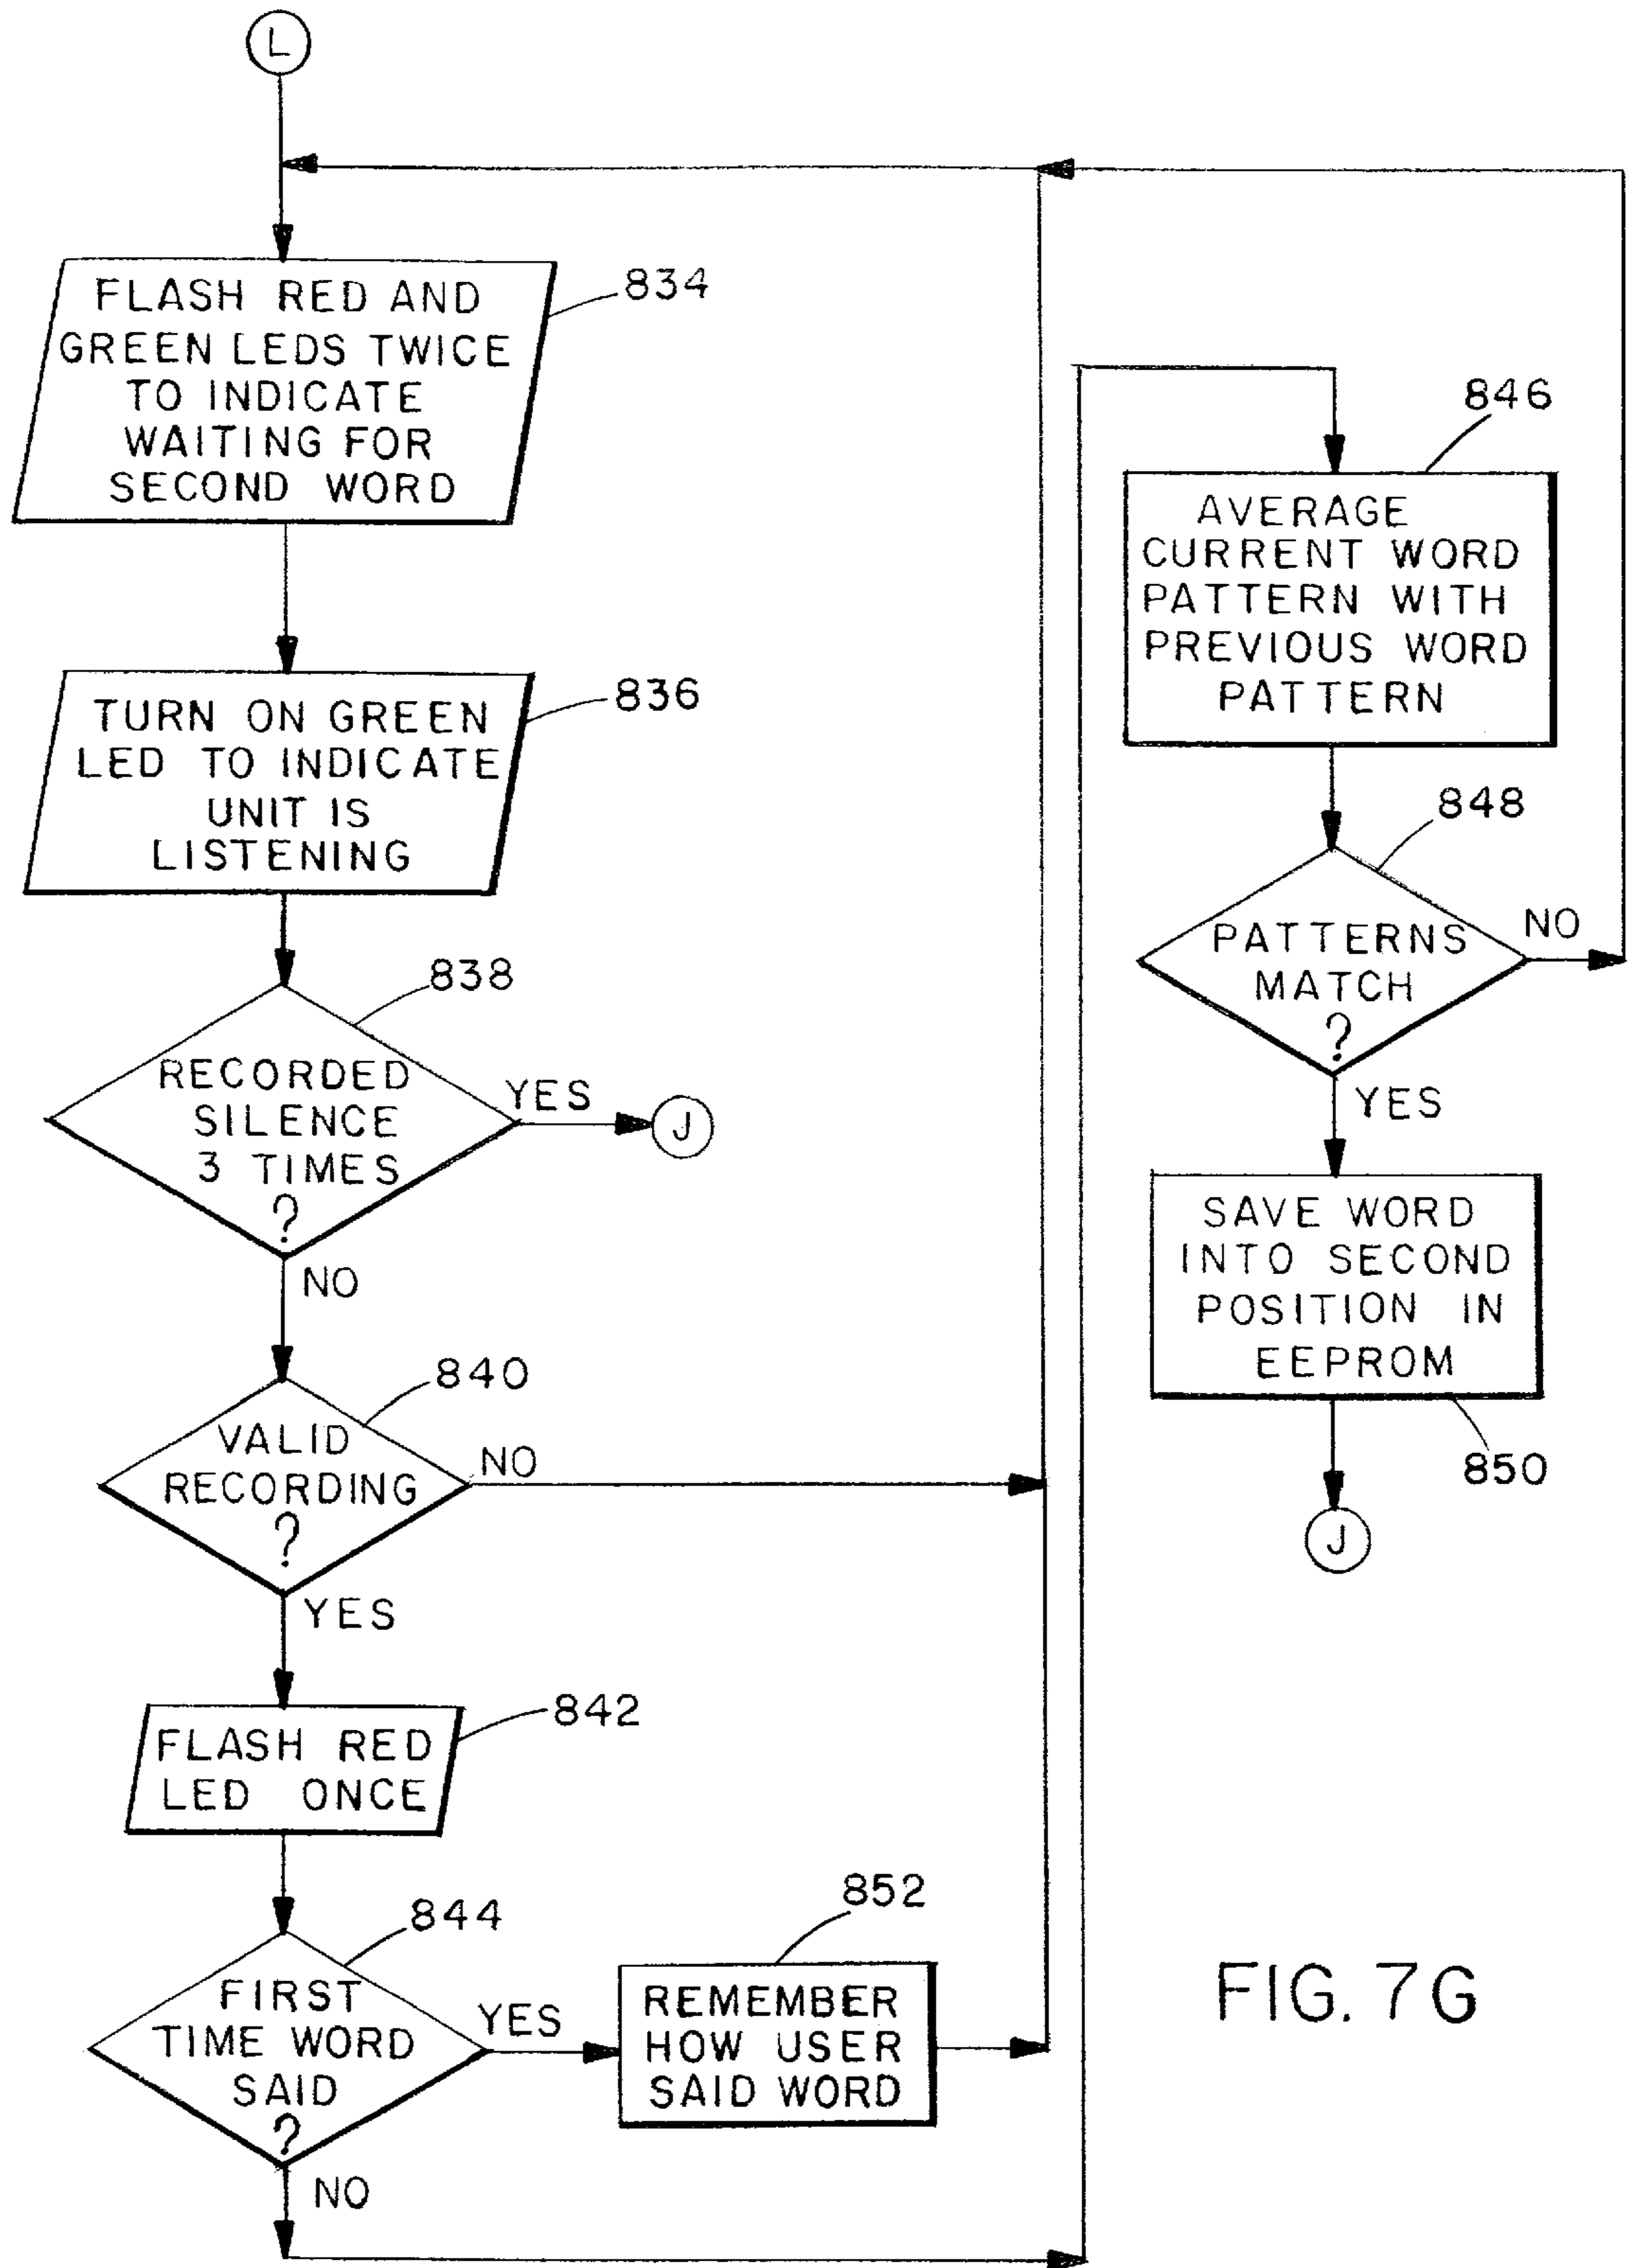 L
FLASH RED AND
GREEN LEDS TWICE
TO INDICATE
WAITING FOR
SECOND WORD
834
TURN ON GREEN
LED TO INDICATE
UNIT IS
LISTENING
836
838
RECORDED
SILENCE
3 TIMES
?
YES
J
NO
840
VALID
RECORDING
?
NO
YES
842
FLASH RED
LED ONCE
844
FIRST
TIME WORD
SAID
?
YES
852
REMEMBER
HOW USER
SAID WORD
NO
846
AVERAGE
CURRENT WORD
PATTERN WITH
PREVIOUS WORD
PATTERN
848
PATTERNS
MATCH
?
NO
YES
SAVE WORD
INTO SECOND
POSITION IN
EEPROM
850
J
FIG. 7G